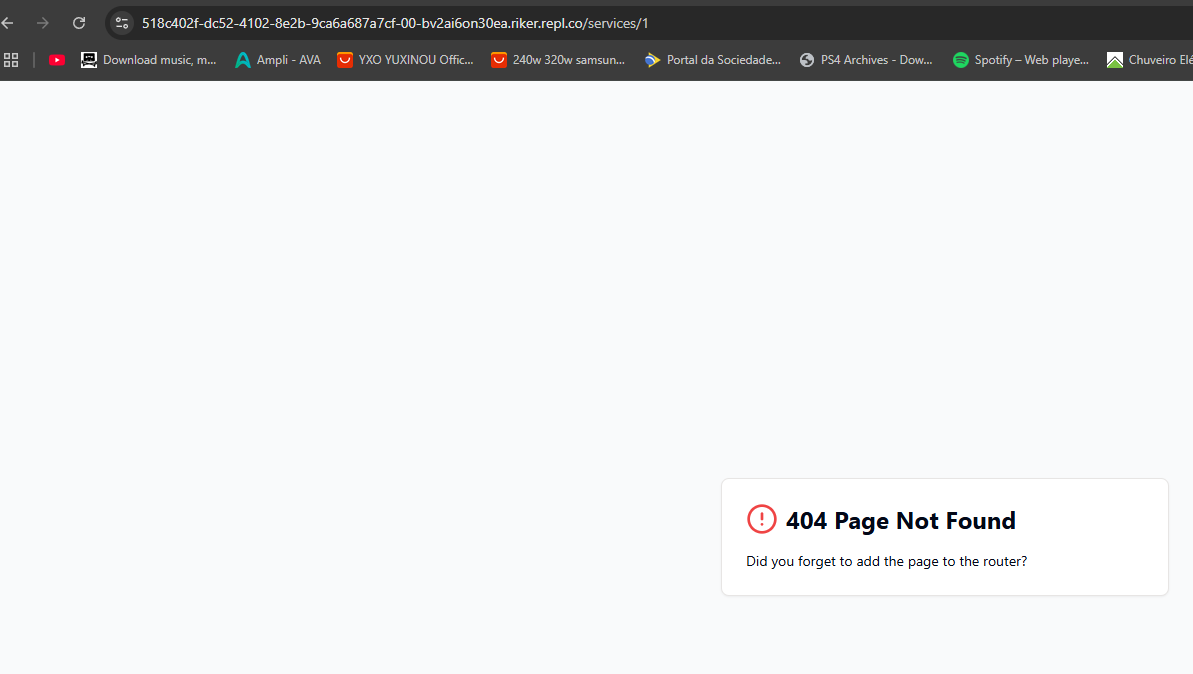 518c402f-dc52-4102-8e2b-9ca6a687a7cf-00-bv2ai6on30ea.riker.repl.co/services/1
Download music, m... Ampli - AVA YXO YUXINOU Offic... 240w 320w samsun... Portal da Sociedade... PS4 Archives - Dow... Spotify – Web playe... Chuveiro Elé
404 Page Not Found
Did you forget to add the page to the router?